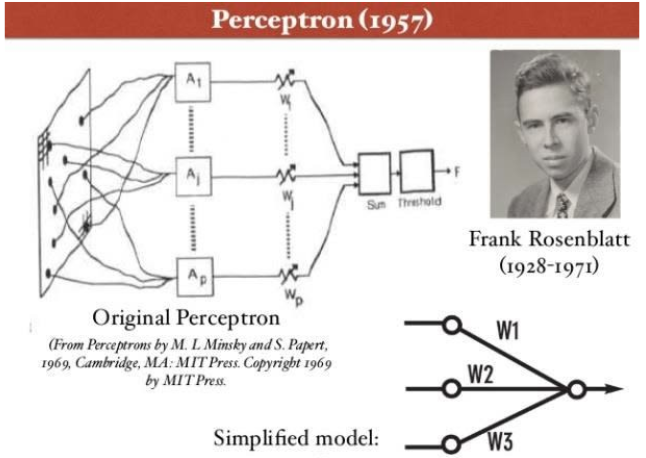 Perceptron (1957)
A1
Wi
Aj
Wj
Sum Threshold
F
Ap
Wp
Frank Rosenblatt
(1928-1971)
Original Perceptron
(From Perceptrons by M. L Minsky and S. Papert,
1969, Cambridge, MA: MIT Press. Copyright 1969
by MIT Press.
W1
W2
Simplified model:
W3